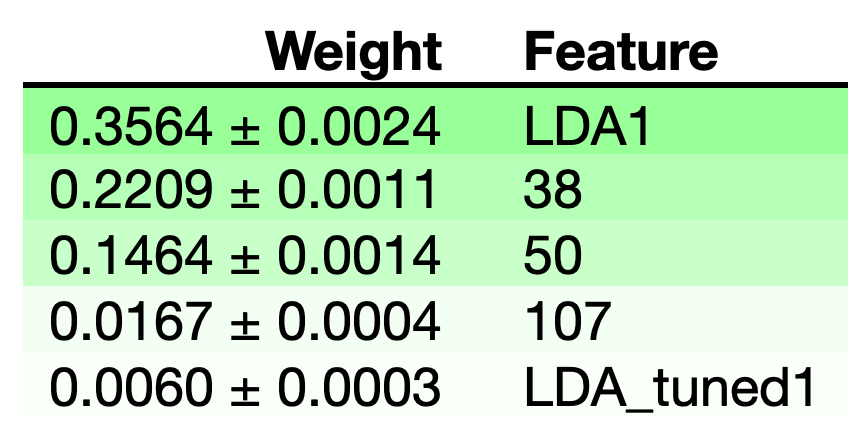 Weight Feature
0.3564 ± 0.0024 LDA1
0.2209 ± 0.0011 38
0.1464 ± 0.0014 50
0.0167 ± 0.0004 107
0.0060 ± 0.0003 LDA_tuned1